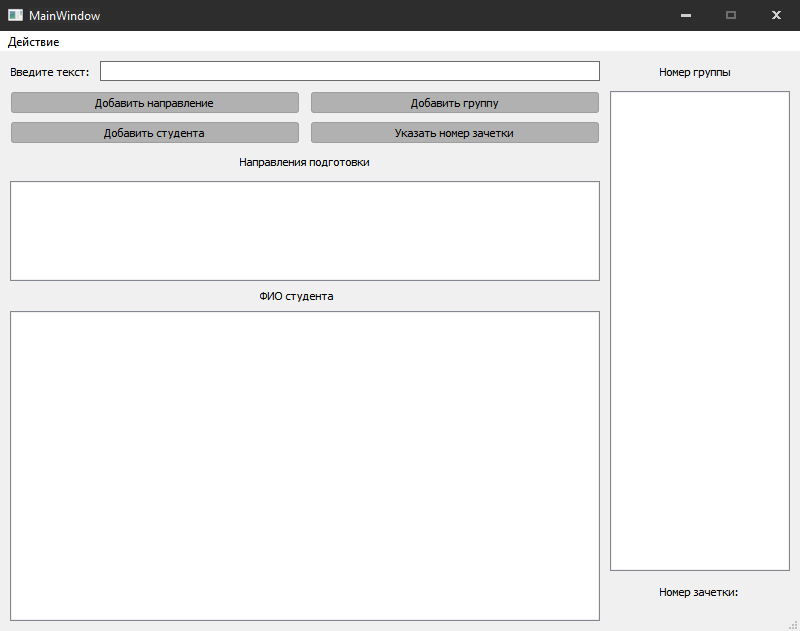 MainWindow
Действие
Введите текст:
Номер группы
Добавить направление
Добавить группу
Добавить студента
Указать номер зачетки
Направления подготовки
ФИО студента
Номер зачетки: